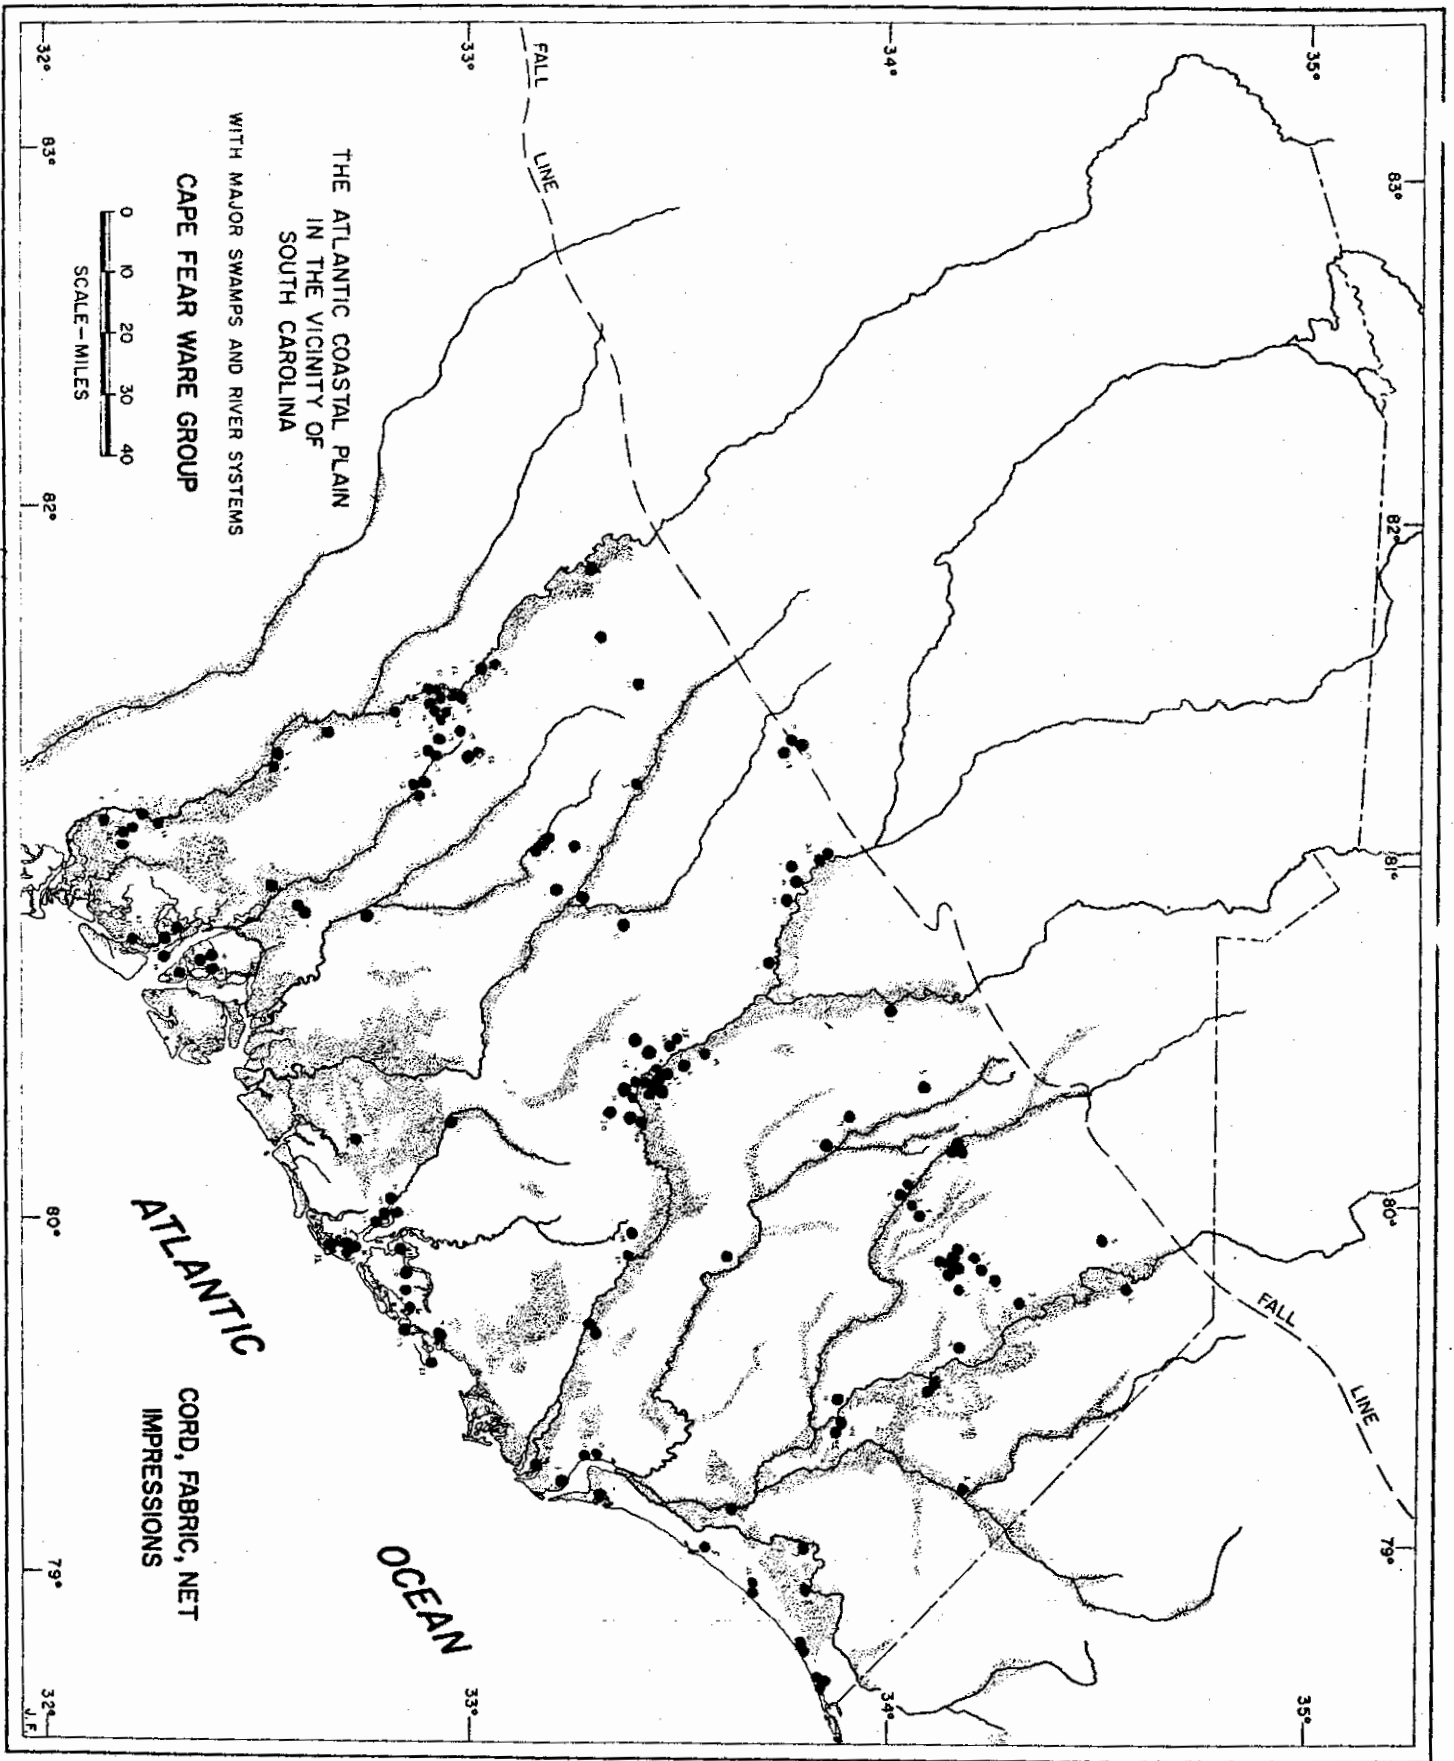 THE ATLANTIC COASTAL PLAIN
IN THE VICINITY OF
SOUTH CAROLINA
WITH MAJOR SWAMPS AND RIVER SYSTEMS
CAPE FEAR WARE GROUP
0 10 20 30 40
SCALE—MILES
FALL
LINE
FALL
LINE
ATLANTIC
OCEAN
CORD, FABRIC, NET
IMPRESSIONS
83°
82°
81°
80°
79°
35°
35°
34°
34°
33°
33°
32°
32°
83°
82°
80°
79°
J.F.